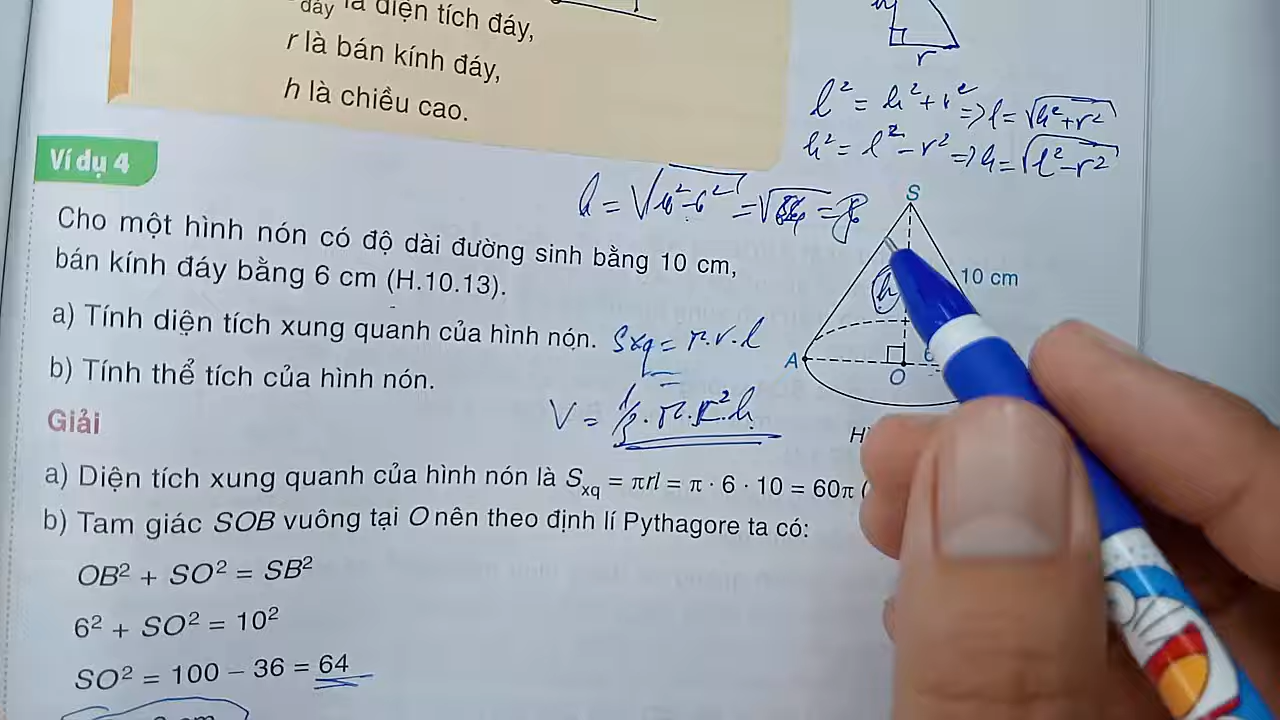 đáy là diện tích đáy,
r là bán kính đáy,
h là chiều cao.
r
l² = h² + r² => l = √(h² + r²)
h² = l² – r² => h = √(l² – r²)
Ví dụ 4
h = √(10² – 6²) = √64 = 8
Cho một hình nón có độ dài đường sinh bằng 10 cm,
bán kính đáy bằng 6 cm (H.10.13).
S
10 cm
h
6
A
O
a) Tính diện tích xung quanh của hình nón. Sxq = π.r.l
b) Tính thể tích của hình nón.
V = 1/3 . π . r² . h
Giải
a) Diện tích xung quanh của hình nón là Sxq = πrl = π · 6 · 10 = 60π (
b) Tam giác SOB vuông tại O nên theo định lí Pythagore ta có:
OB² + SO² = SB²
6² + SO² = 10²
SO² = 100 – 36 = 64